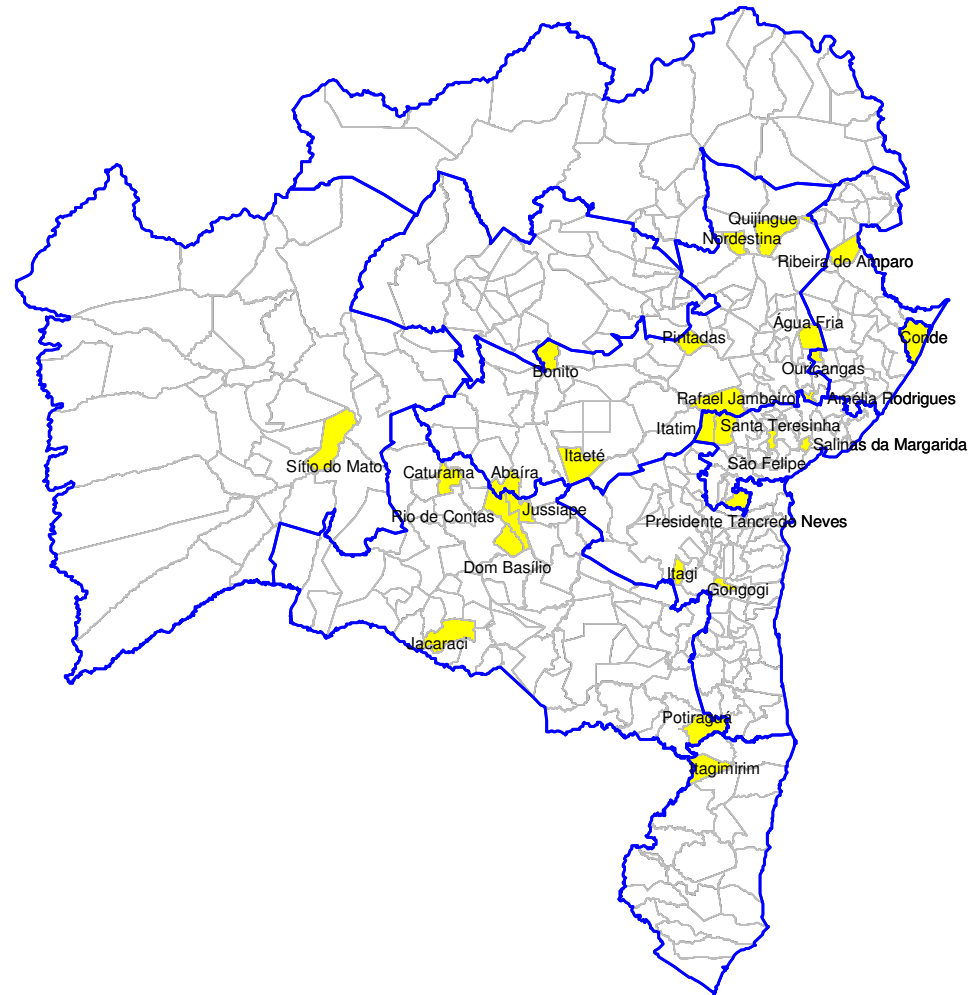 Quijingue
Nordestina
Ribeira do Amparo
Água Fria
Conde
Pintadas
Ouriçangas
Bonito
Rafael Jambeiro
Amélia Rodrigues
Itatim
Santa Teresinha
Salinas da Margarida
Itaeté
São Felipe
Sítio do Mato
Caturama
Abaíra
Rio de Contas
Jussiape
Presidente Tancredo Neves
Dom Basílio
Itagi
Gongogi
Jacaraci
Potiraguá
Itagimirim